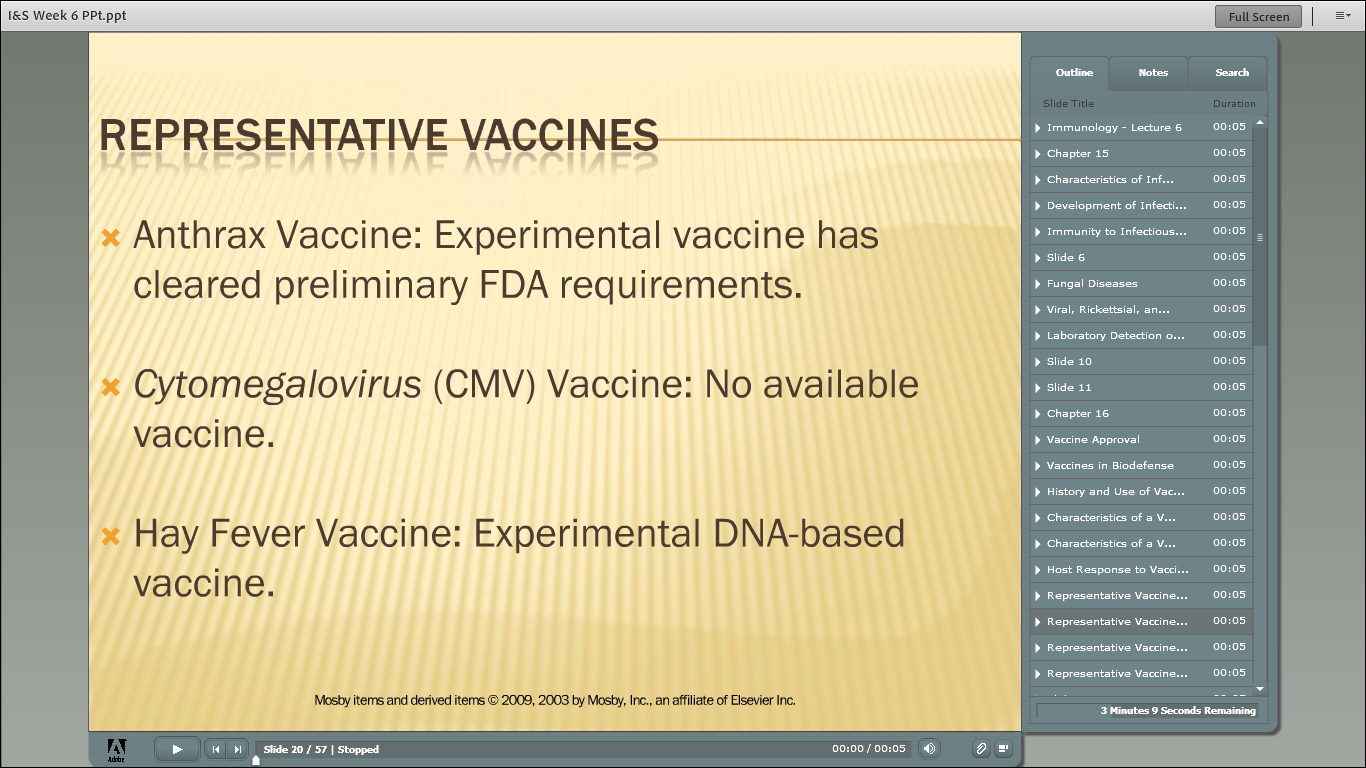 I&S Week 6 PPt.ppt
Full Screen
REPRESENTATIVE VACCINES
Anthrax Vaccine: Experimental vaccine has
cleared preliminary FDA requirements.
Cytomegalovirus (CMV) Vaccine: No available
vaccine.
Hay Fever Vaccine: Experimental DNA-based
vaccine.
Mosby items and derived items © 2009, 2003 by Mosby, Inc., an affiliate of Elsevier Inc.
Outline Notes Search
Slide Title Duration
Immunology - Lecture 6 00:05
Chapter 15 00:05
Characteristics of Inf... 00:05
Development of Infecti... 00:05
Immunity to Infectious... 00:05
Slide 6 00:05
Fungal Diseases 00:05
Viral, Rickettsial, an... 00:05
Laboratory Detection o... 00:05
Slide 10 00:05
Slide 11 00:05
Chapter 16 00:05
Vaccine Approval 00:05
Vaccines in Biodefense 00:05
History and Use of Vac... 00:05
Characteristics of a V... 00:05
Characteristics of a V... 00:05
Host Response to Vacci... 00:05
Representative Vaccine... 00:05
Representative Vaccine... 00:05
Representative Vaccine... 00:05
Representative Vaccine... 00:05
3 Minutes 9 Seconds Remaining
Adobe
Slide 20 / 57 | Stopped 00:00 / 00:05